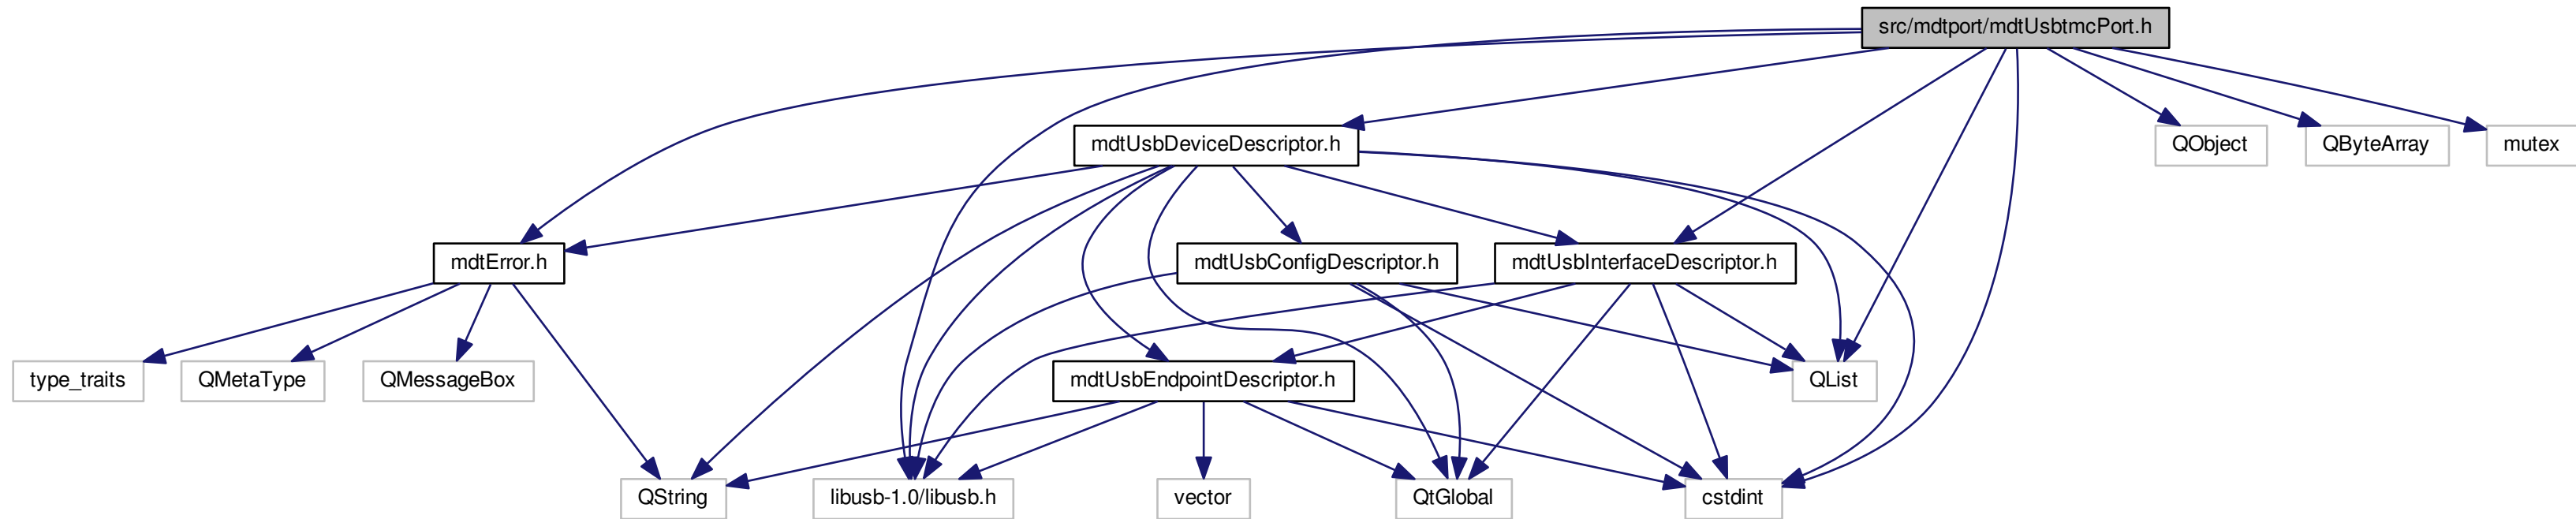 src/mdtport/mdtUsbtmcPort.h
mdtUsbDeviceDescriptor.h
QObject
QByteArray
mutex
mdtError.h
mdtUsbConfigDescriptor.h
mdtUsbInterfaceDescriptor.h
type_traits
QMetaType
QMessageBox
mdtUsbEndpointDescriptor.h
QList
QString
libusb-1.0/libusb.h
vector
QtGlobal
cstdint